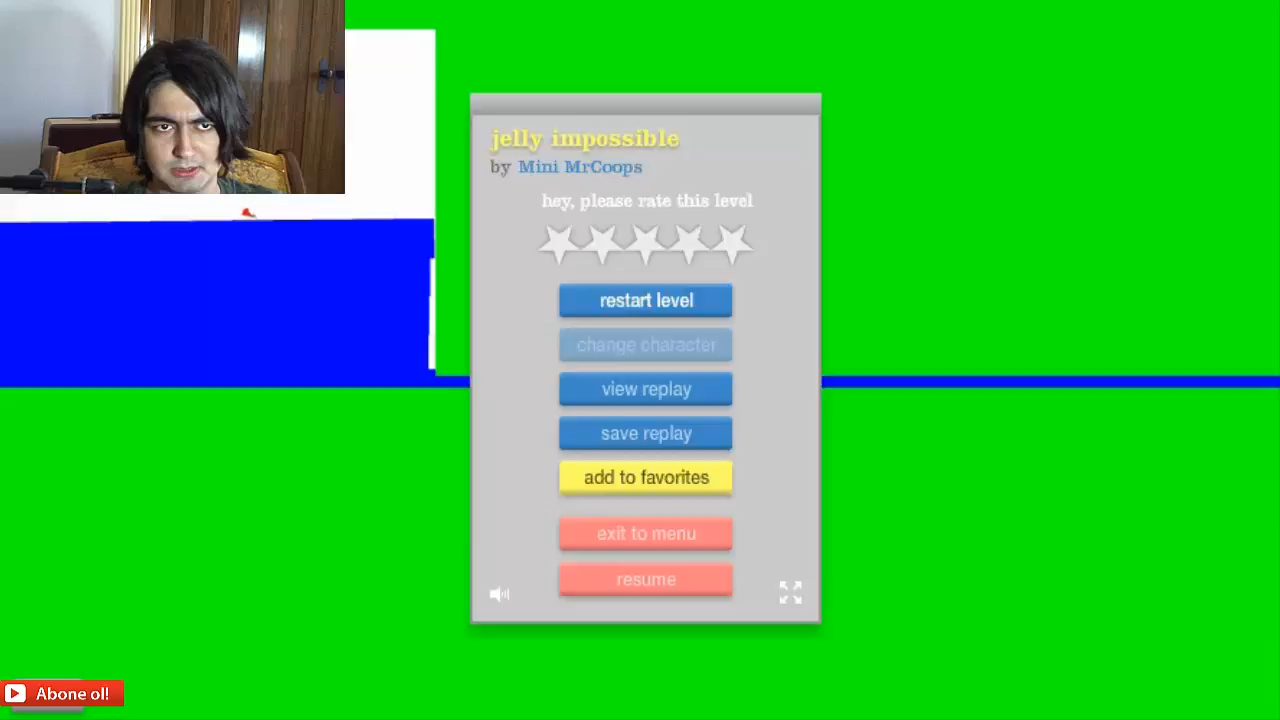 jelly impossible
by Mini MrCoops
hey, please rate this level
restart level
change character
view replay
save replay
add to favorites
exit to menu
resume
Abone ol!